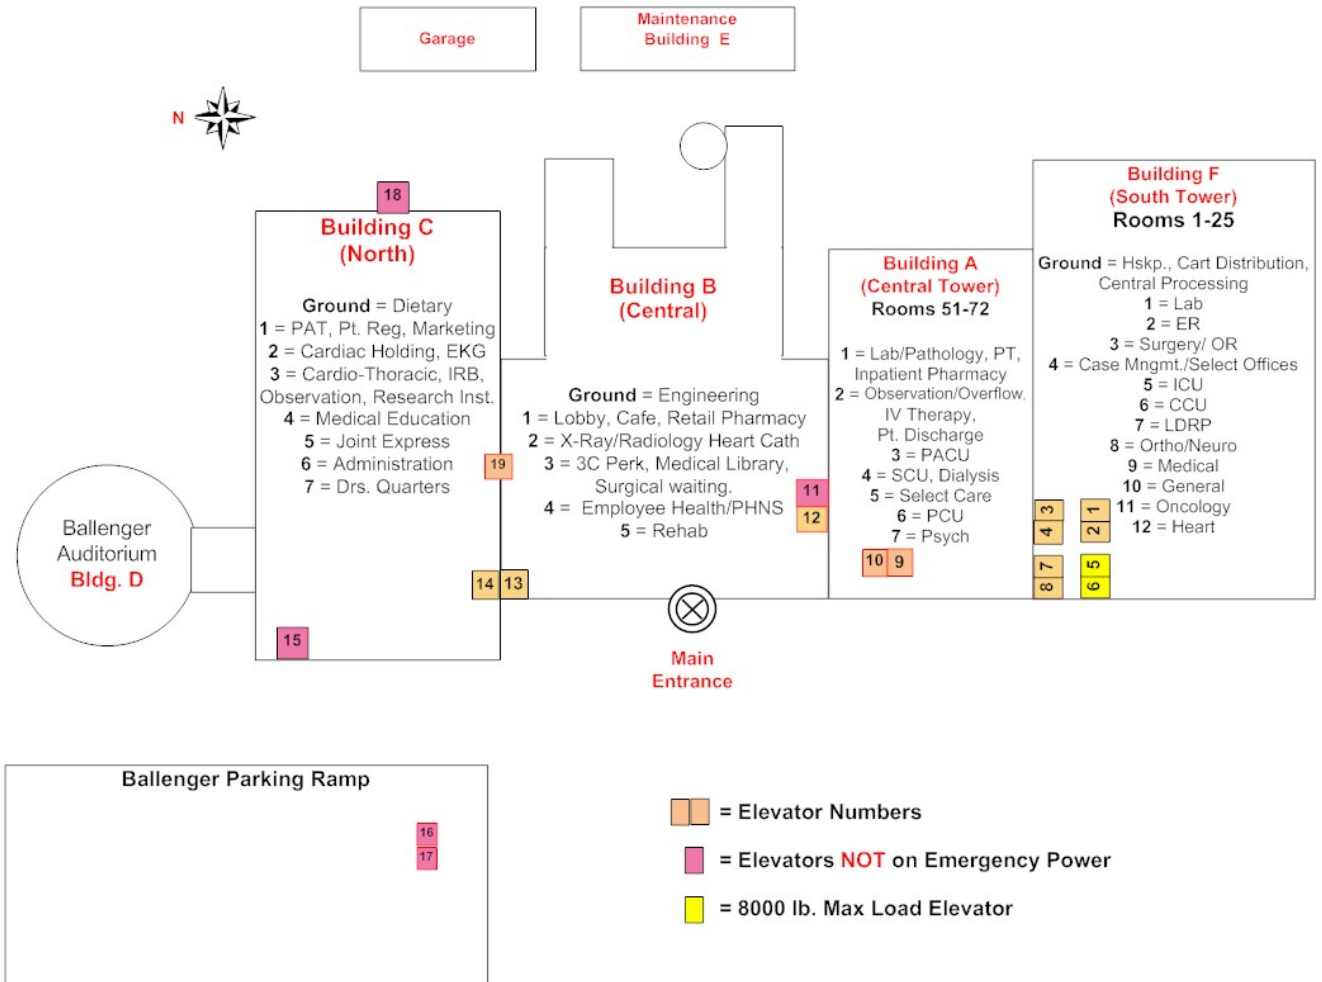 Garage
Maintenance
Building E
N
18
Building C
(North)
Ground = Dietary
1 = PAT, Pt. Reg, Marketing
2 = Cardiac Holding, EKG
3 = Cardio-Thoracic, IRB,
Observation, Research Inst.
4 = Medical Education
5 = Joint Express
6 = Administration
7 = Drs. Quarters
19
14
13
15
Ballenger
Auditorium
Bldg. D
Building B
(Central)
Ground = Engineering
1 = Lobby, Cafe, Retail Pharmacy
2 = X-Ray/Radiology Heart Cath
3 = 3C Perk, Medical Library,
Surgical waiting.
4 = Employee Health/PHNS
5 = Rehab
11
12
Main
Entrance
Building A
(Central Tower)
Rooms 51-72
1 = Lab/Pathology, PT,
Inpatient Pharmacy
2 = Observation/Overflow,
IV Therapy,
Pt. Discharge
3 = PACU
4 = SCU, Dialysis
5 = Select Care
6 = PCU
7 = Psych
10
9
Building F
(South Tower)
Rooms 1-25
Ground = Hskp., Cart Distribution,
Central Processing
1 = Lab
2 = ER
3 = Surgery/ OR
4 = Case Mngmt./Select Offices
5 = ICU
6 = CCU
7 = LDRP
8 = Ortho/Neuro
9 = Medical
10 = General
11 = Oncology
12 = Heart
3
4
1
2
7
8
5
6
Ballenger Parking Ramp
16
17
= Elevator Numbers
= Elevators NOT on Emergency Power
= 8000 lb. Max Load Elevator